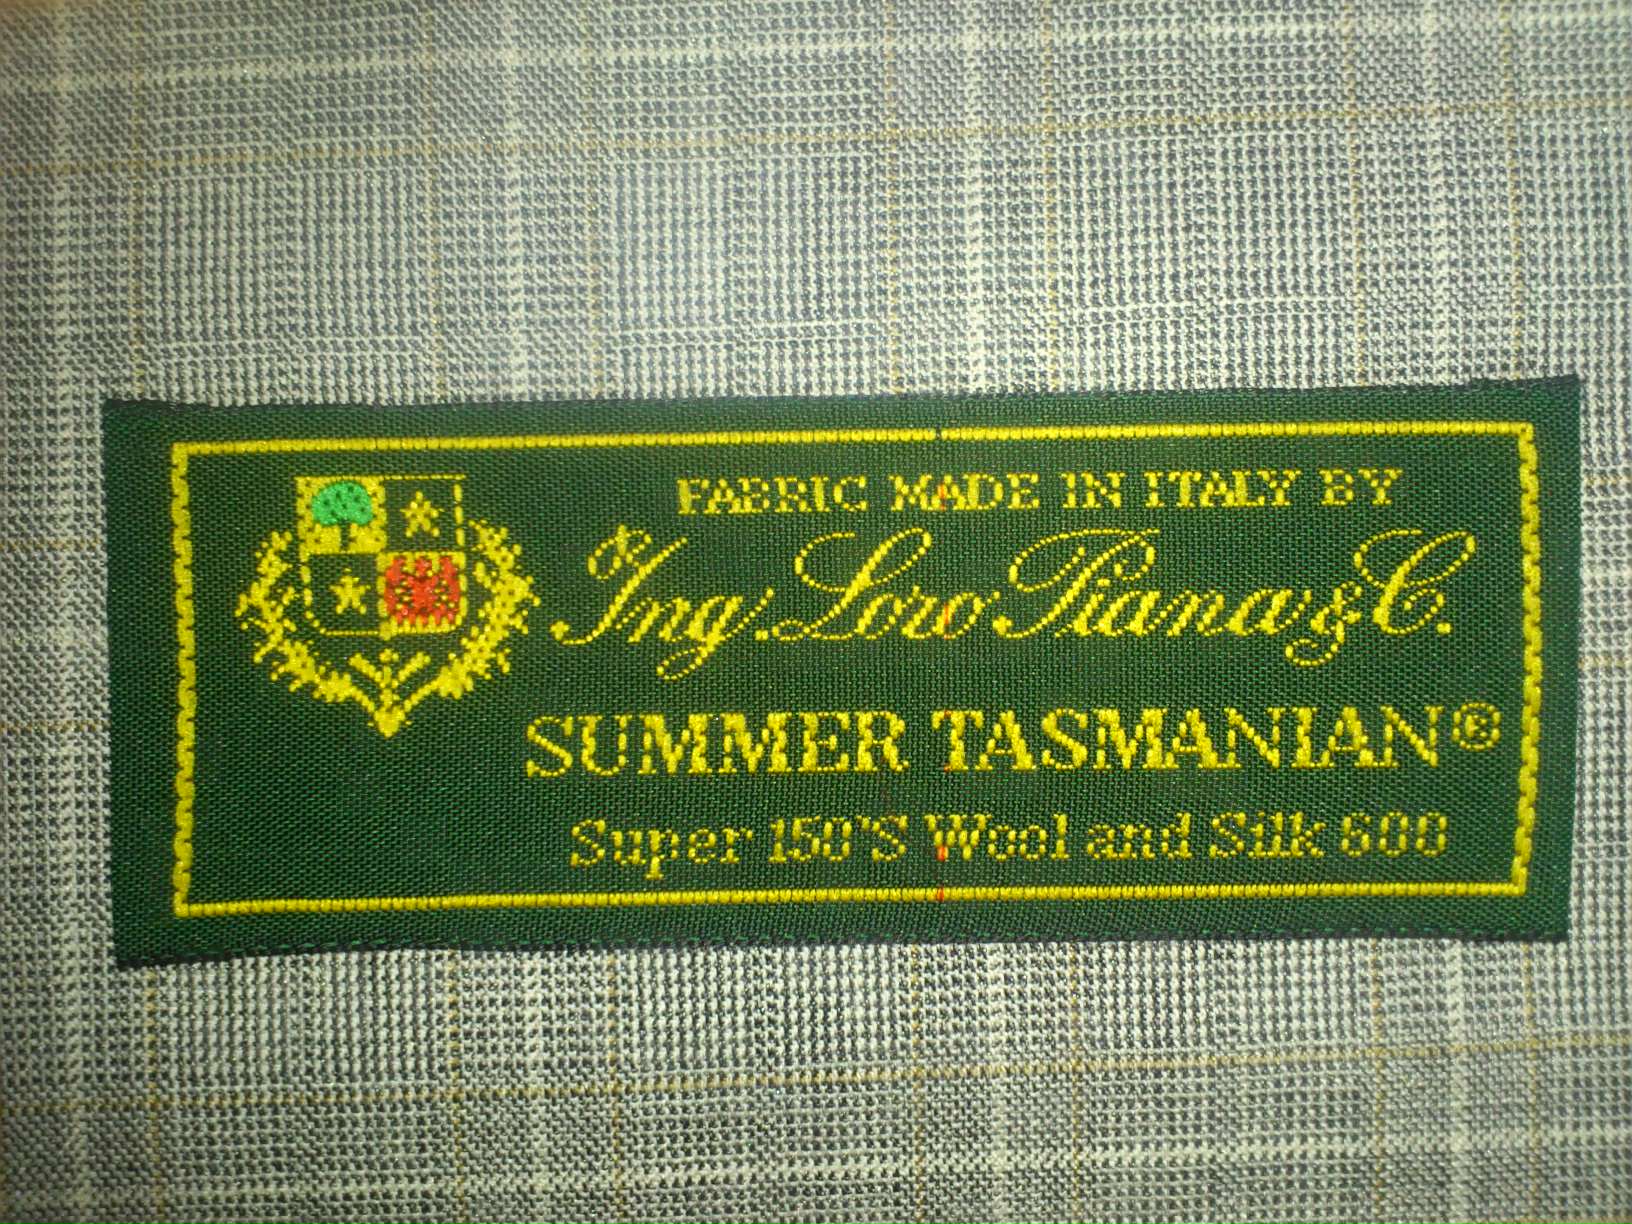 FABRIC MADE IN ITALY BY
Ing. Loro Piana & C.
SUMMER TASMANIAN®
Super 150'S Wool and Silk 600